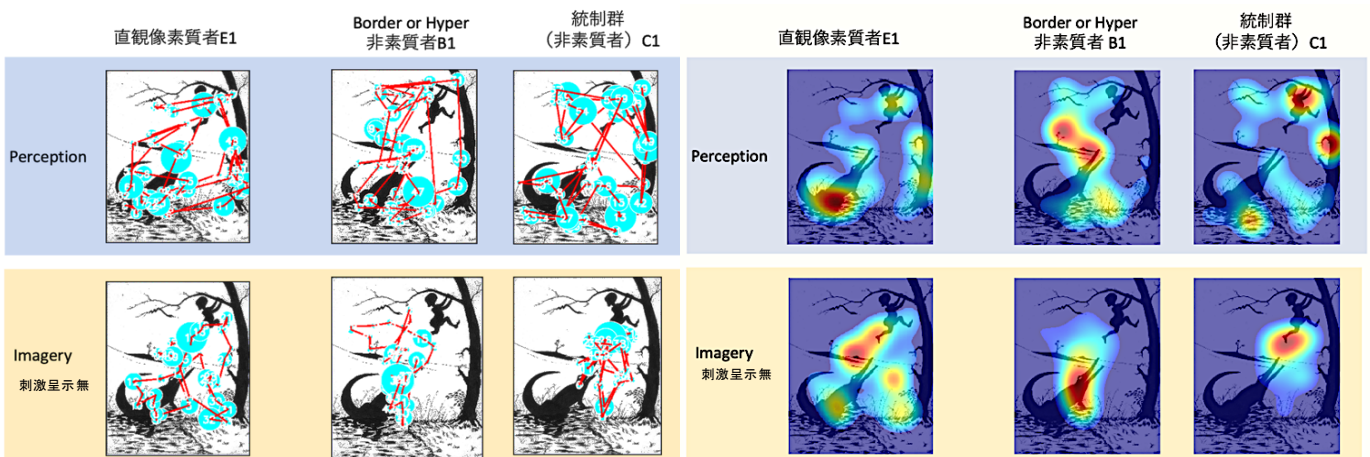 直観像素質者E1
Border or Hyper
非素質者B1
統制群
（非素質者）C1
Perception
Imagery
刺激呈示無
直観像素質者E1
Border or Hyper
非素質者 B1
統制群
（非素質者）C1
Perception
Imagery
刺激呈示無